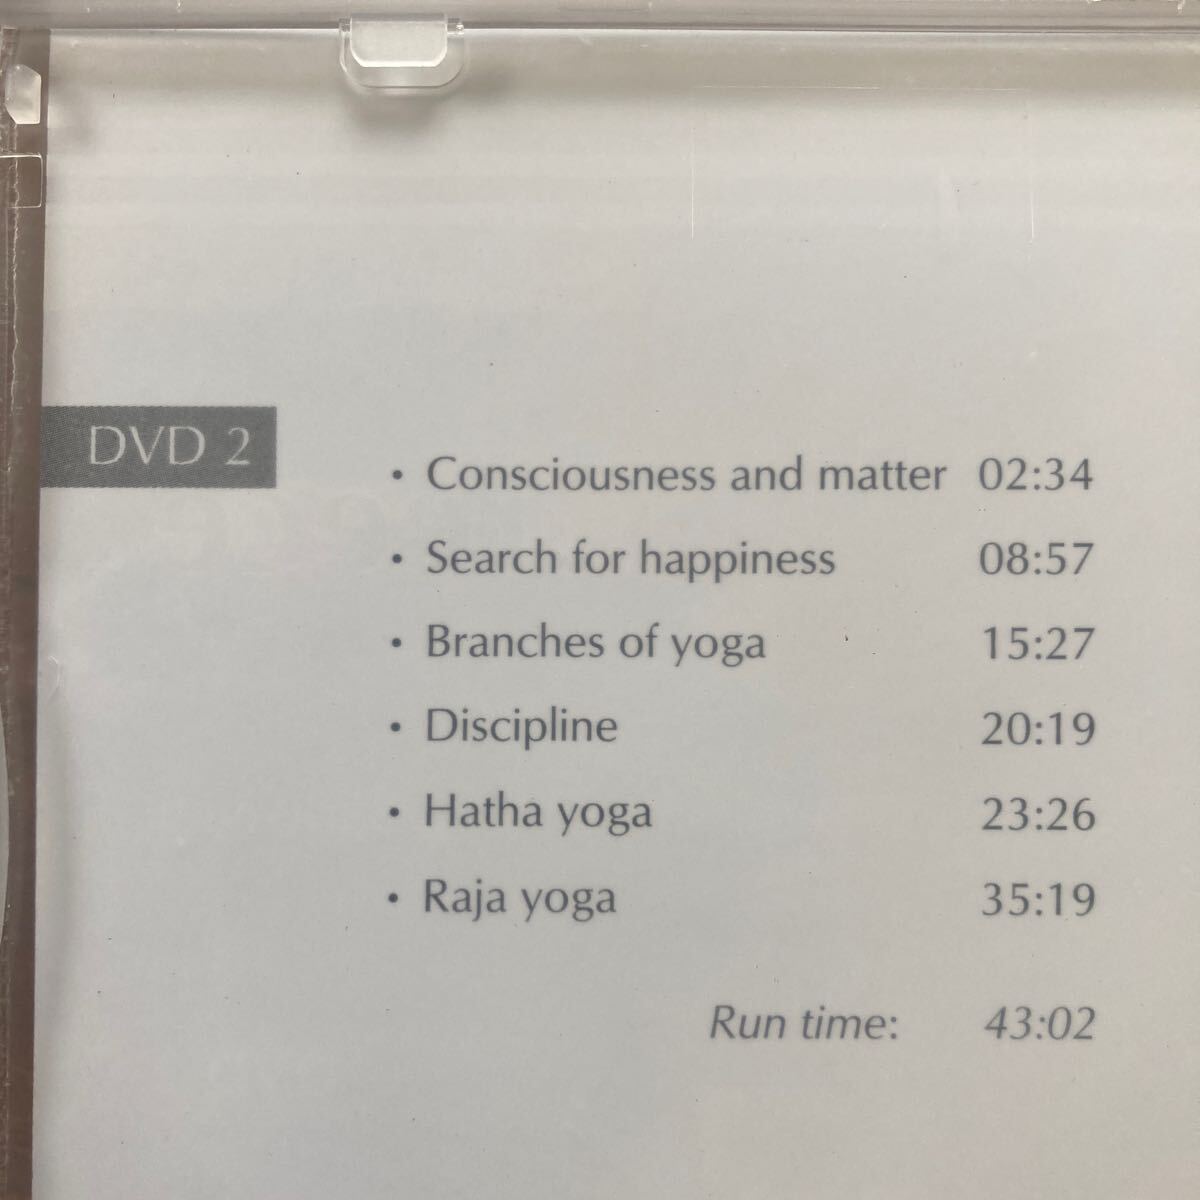 DVD 2
• Consciousness and matter 02:34
• Search for happiness 08:57
• Branches of yoga 15:27
• Discipline 20:19
• Hatha yoga 23:26
• Raja yoga 35:19
Run time: 43:02